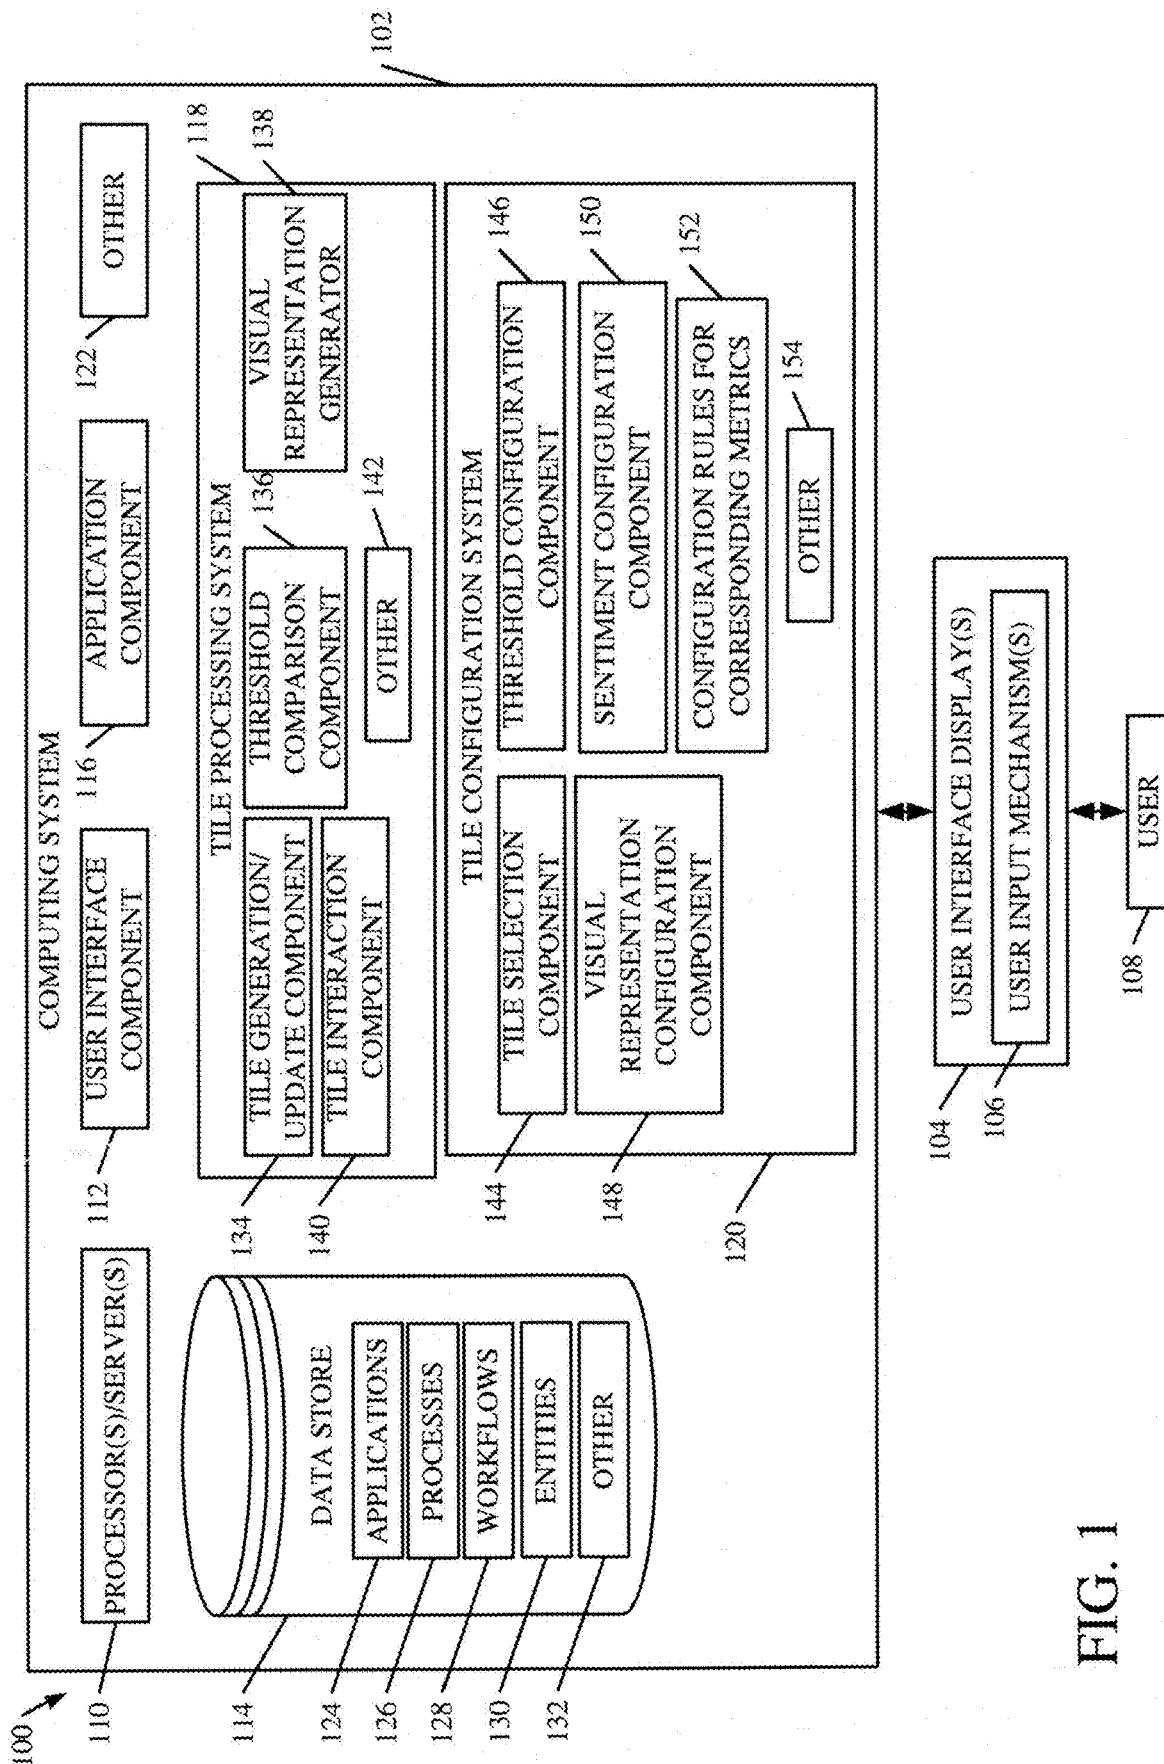 100
COMPUTING SYSTEM
102
110
PROCESSOR(S)/SERVER(S)
112
USER INTERFACE
COMPONENT
116
APPLICATION
COMPONENT
122
OTHER
114
DATA STORE
124
APPLICATIONS
126
PROCESSES
128
WORKFLOWS
130
ENTITIES
132
OTHER
118
TILE PROCESSING SYSTEM
134
TILE GENERATION/
UPDATE COMPONENT
136
THRESHOLD
COMPARISON
COMPONENT
138
VISUAL
REPRESENTATION
GENERATOR
140
TILE INTERACTION
COMPONENT
142
OTHER
120
TILE CONFIGURATION SYSTEM
144
TILE SELECTION
COMPONENT
146
THRESHOLD CONFIGURATION
COMPONENT
148
VISUAL
REPRESENTATION
CONFIGURATION
COMPONENT
150
SENTIMENT CONFIGURATION
COMPONENT
152
CONFIGURATION RULES FOR
CORRESPONDING METRICS
154
OTHER
104
USER INTERFACE DISPLAY(S)
106
USER INPUT MECHANISM(S)
108
USER
FIG. 1